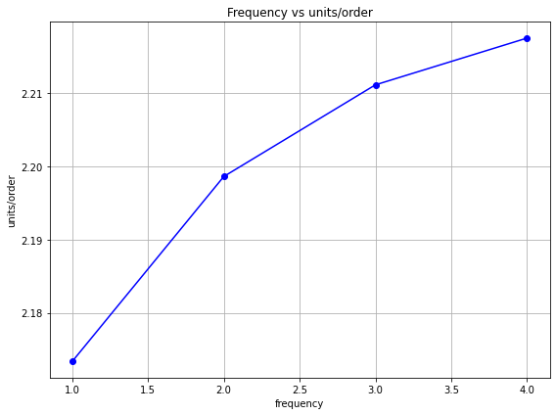 Frequency vs units/order
units/order
2.21
2.20
2.19
2.18
1.0 1.5 2.0 2.5 3.0 3.5 4.0
frequency